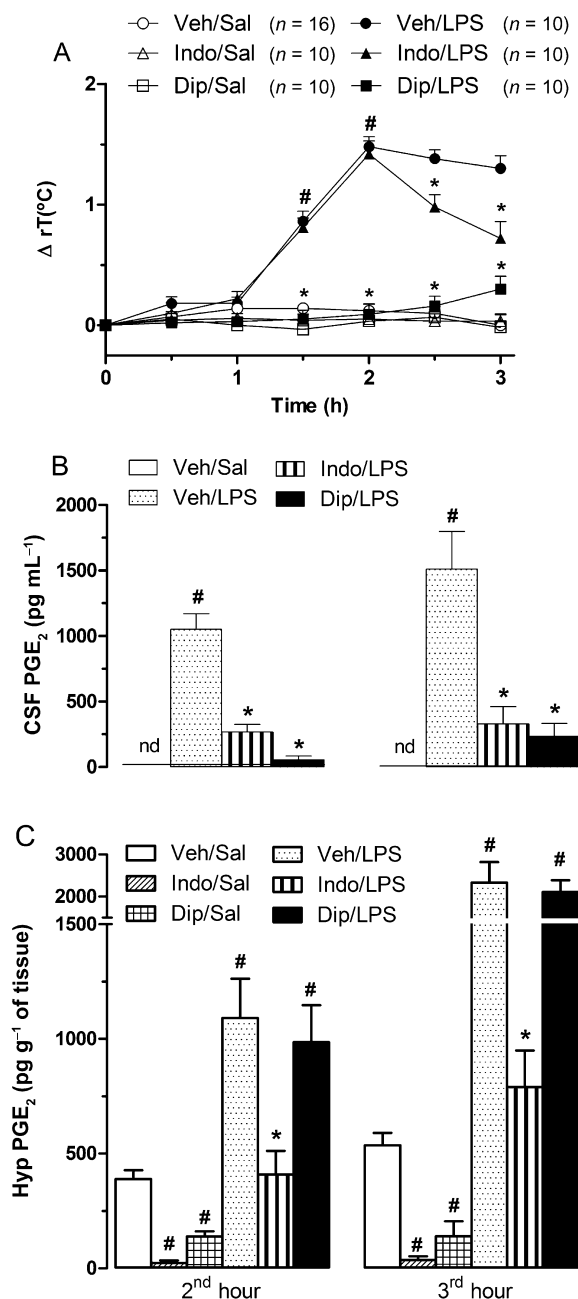 A
Veh/Sal (n = 16) Veh/LPS (n = 10)
Indo/Sal (n = 10) Indo/LPS (n = 10)
Dip/Sal (n = 10) Dip/LPS (n = 10)
2
1
0
Δ rT(ºC)
#
#
*
*
*
*
*
*
0 1 2 3
Time (h)
B
Veh/Sal Indo/LPS
Veh/LPS Dip/LPS
2000
1500
1000
500
0
CSF PGE₂ (pg mL⁻¹)
nd # * *
nd # * *
C
Veh/Sal Veh/LPS
Indo/Sal Indo/LPS
Dip/Sal Dip/LPS
3000
2000
1500
1000
500
0
Hyp PGE₂ (pg g⁻¹ of tissue)
# # # * #
# # # * #
2nd hour 3rd hour